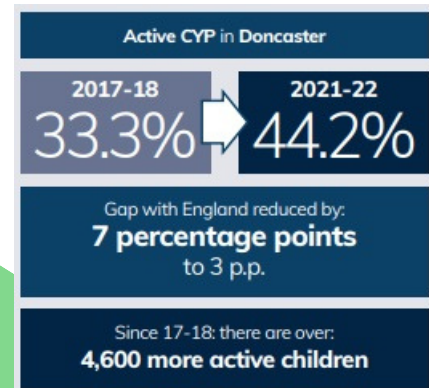 Active CYP in Doncaster
2017-18
33.3%
2021-22
44.2%
Gap with England reduced by:
7 percentage points
to 3 p.p.
Since 17-18: there are over:
4,600 more active children